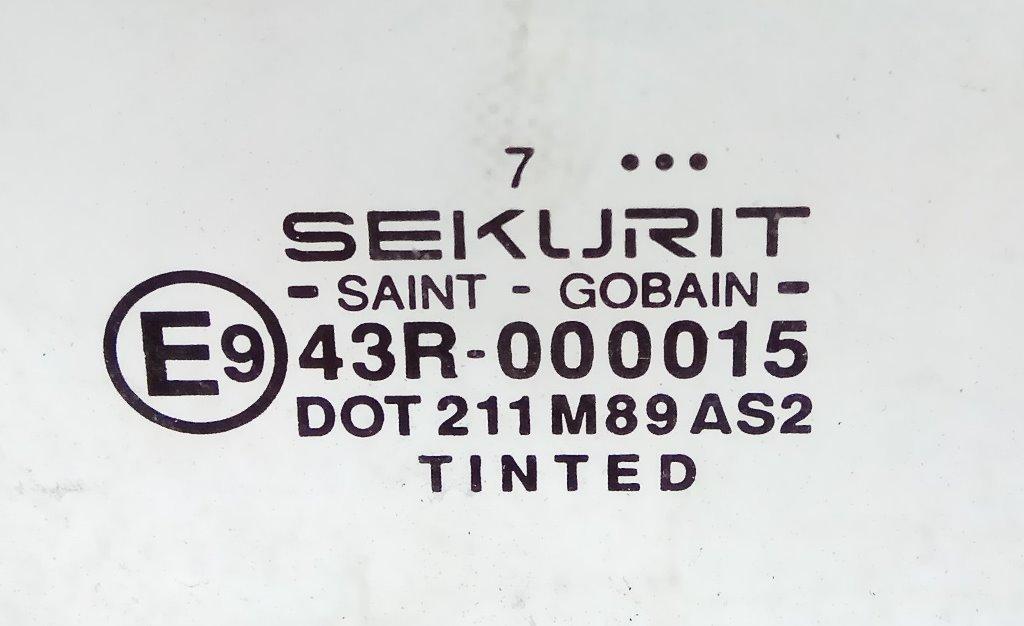 7 •••
SEKURIT
- SAINT - GOBAIN -
E9 43R-000015
DOT 211 M89 AS2
TINTED